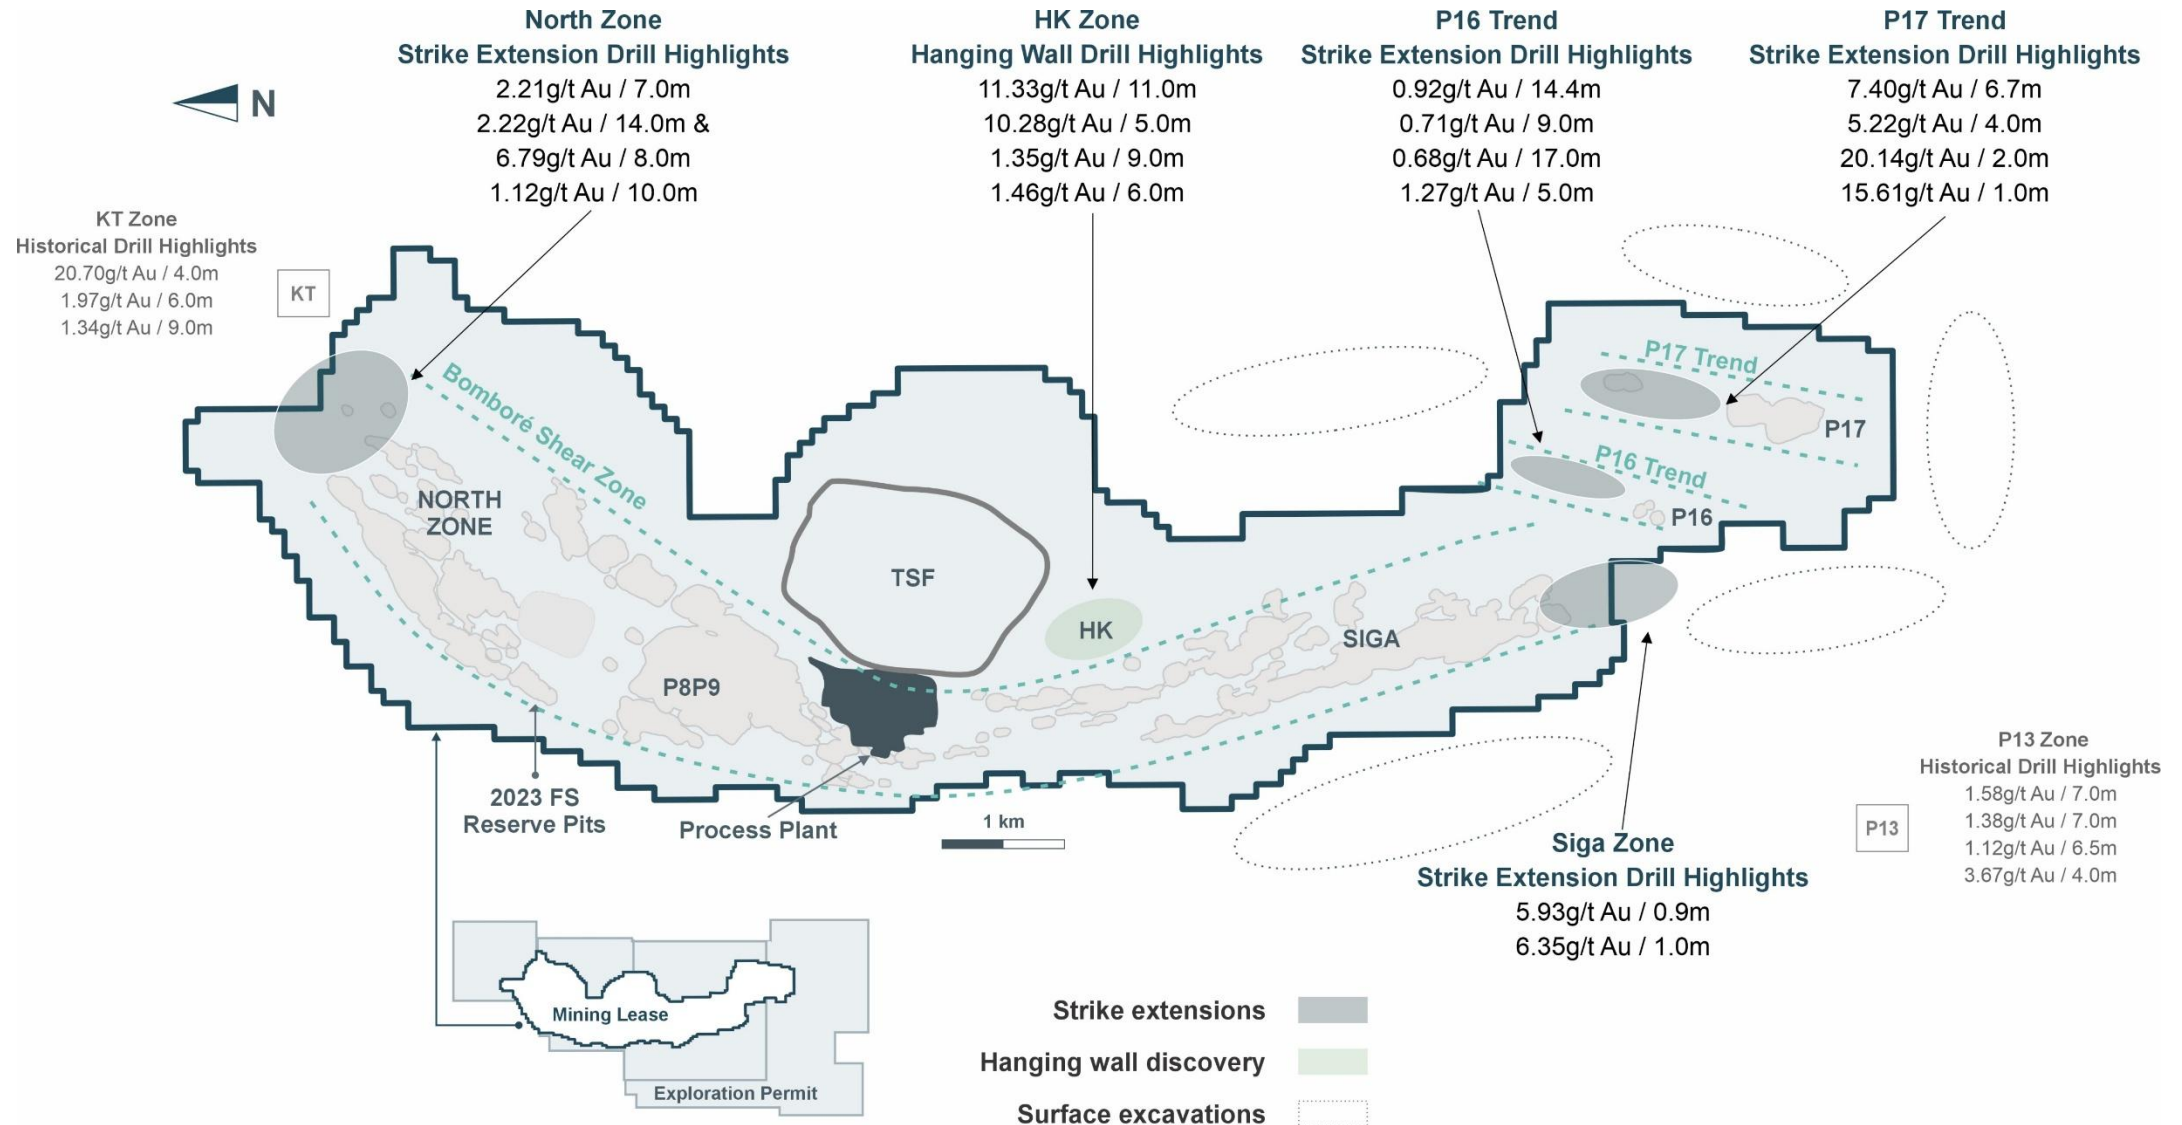 North Zone
Strike Extension Drill Highlights
2.21g/t Au / 7.0m
2.22g/t Au / 14.0m &
6.79g/t Au / 8.0m
1.12g/t Au / 10.0m
HK Zone
Hanging Wall Drill Highlights
11.33g/t Au / 11.0m
10.28g/t Au / 5.0m
1.35g/t Au / 9.0m
1.46g/t Au / 6.0m
P16 Trend
Strike Extension Drill Highlights
0.92g/t Au / 14.4m
0.71g/t Au / 9.0m
0.68g/t Au / 17.0m
1.27g/t Au / 5.0m
P17 Trend
Strike Extension Drill Highlights
7.40g/t Au / 6.7m
5.22g/t Au / 4.0m
20.14g/t Au / 2.0m
15.61g/t Au / 1.0m
N
KT Zone
Historical Drill Highlights
20.70g/t Au / 4.0m
1.97g/t Au / 6.0m
1.34g/t Au / 9.0m
KT
Bomboré Shear Zone
P17 Trend
P17
P16 Trend
P16
NORTH
ZONE
TSF
HK
SIGA
P8P9
2023 FS
Reserve Pits
Process Plant
1 km
P13 Zone
Historical Drill Highlights
1.58g/t Au / 7.0m
1.38g/t Au / 7.0m
1.12g/t Au / 6.5m
3.67g/t Au / 4.0m
P13
Siga Zone
Strike Extension Drill Highlights
5.93g/t Au / 0.9m
6.35g/t Au / 1.0m
Mining Lease
Exploration Permit
Strike extensions
Hanging wall discovery
Surface excavations